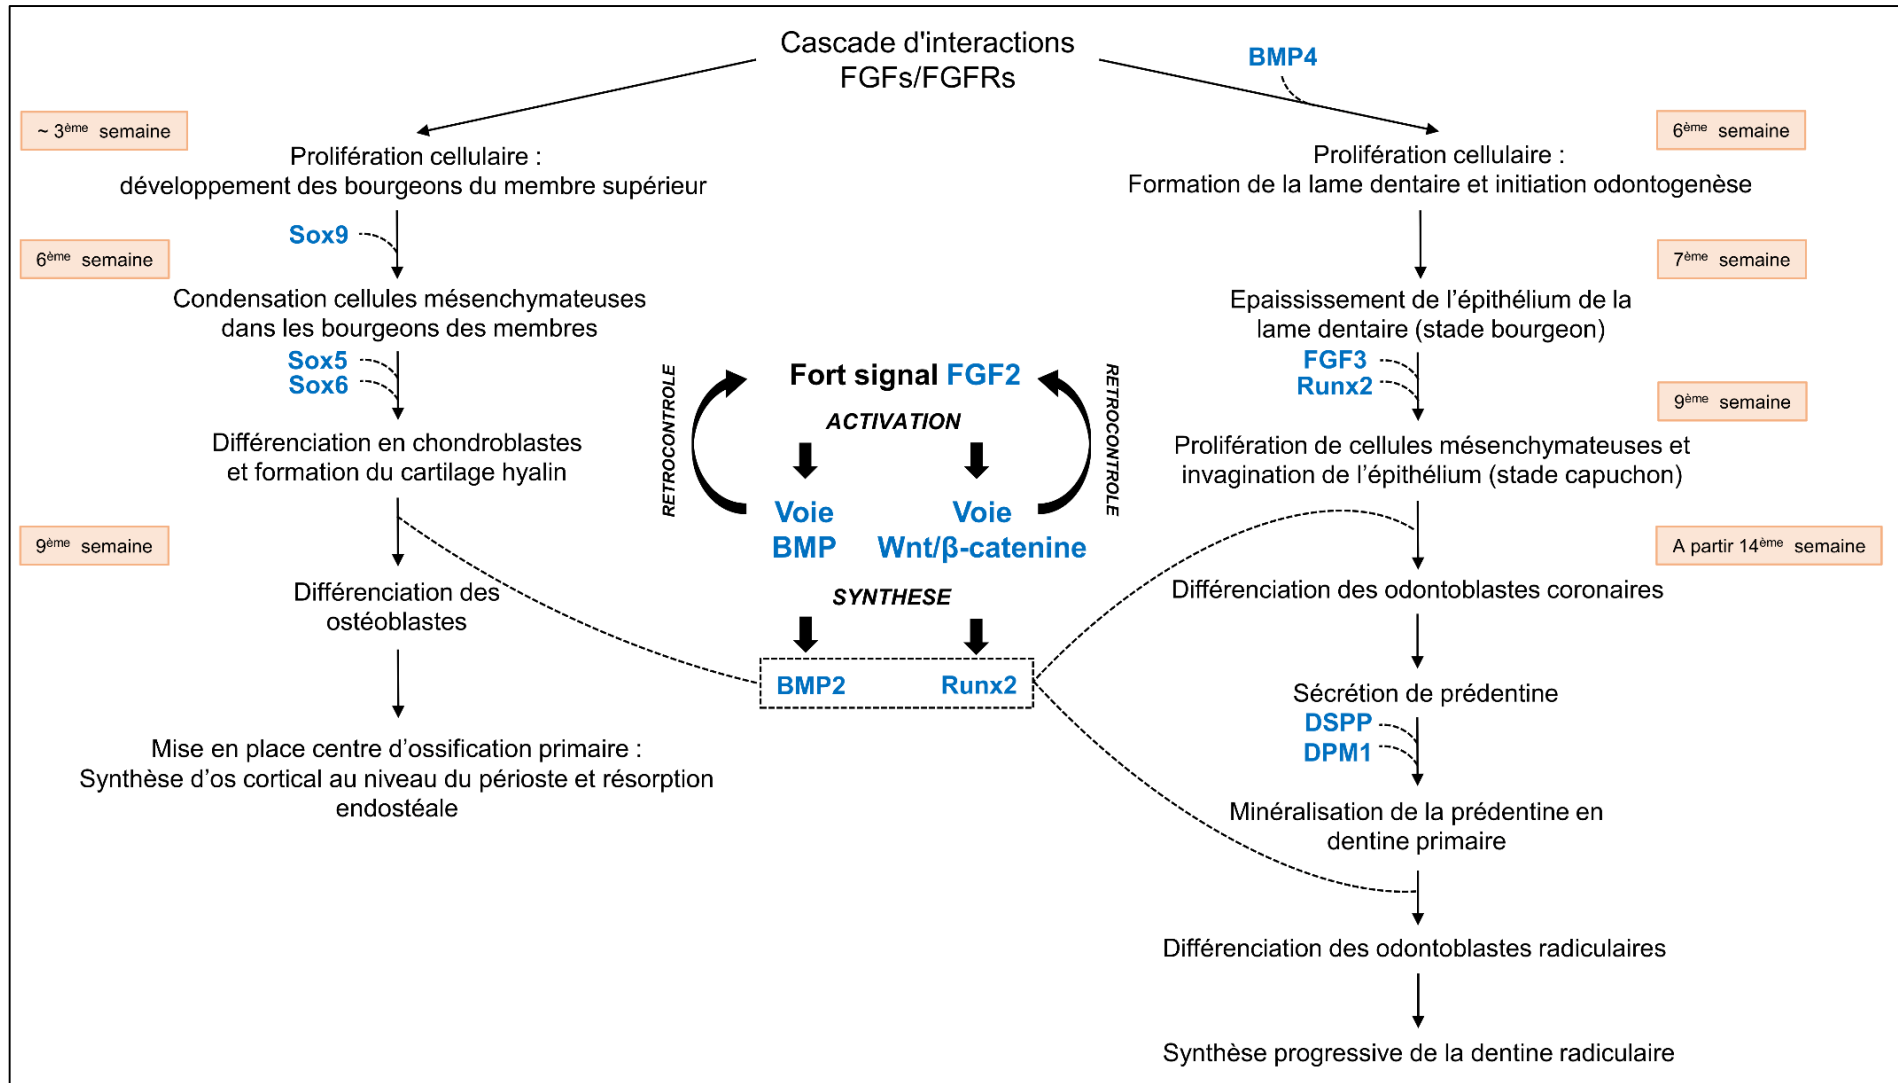 Cascade d'interactions
FGFs/FGFRs
BMP4
~ 3ème semaine
Prolifération cellulaire :
développement des bourgeons du membre supérieur
Sox9
6ème semaine
Condensation cellules mésenchymateuses
dans les bourgeons des membres
Sox5
Sox6
Différenciation en chondroblastes
et formation du cartilage hyalin
9ème semaine
Différenciation des
ostéoblastes
Mise en place centre d'ossification primaire :
Synthèse d'os cortical au niveau du périoste et résorption
endostéale
Fort signal FGF2
ACTIVATION
RETROCONTROLE
RETROCONTROLE
Voie
BMP
Voie
Wnt/β-catenine
SYNTHESE
BMP2
Runx2
6ème semaine
Prolifération cellulaire :
Formation de la lame dentaire et initiation odontogenèse
7ème semaine
Epaississement de l'épithélium de la
lame dentaire (stade bourgeon)
FGF3
Runx2
9ème semaine
Prolifération de cellules mésenchymateuses et
invagination de l'épithélium (stade capuchon)
A partir 14ème semaine
Différenciation des odontoblastes coronaires
Sécrétion de prédentine
DSPP
DPM1
Minéralisation de la prédentine en
dentine primaire
Différenciation des odontoblastes radiculaires
Synthèse progressive de la dentine radiculaire